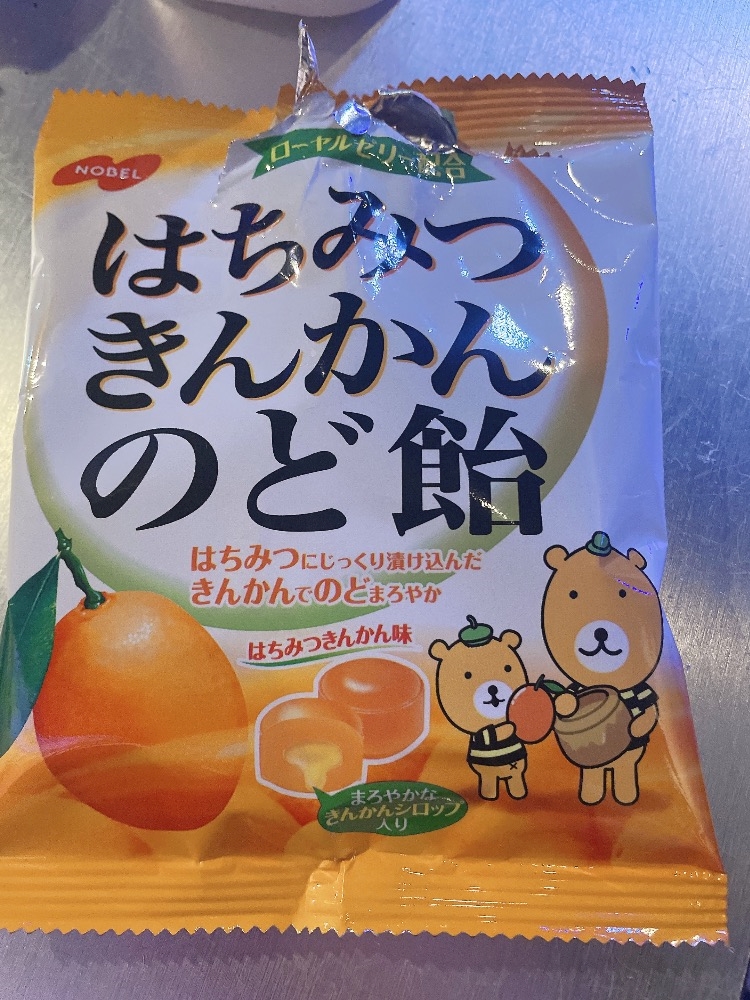 ローヤルゼリー配合
NOBEL
はちみつ
きんかん
のど飴
はちみつにじっくり漬け込んだ
きんかんでのどまろやか
はちみつきんかん味
まろやかな
きんかんシロップ
入り